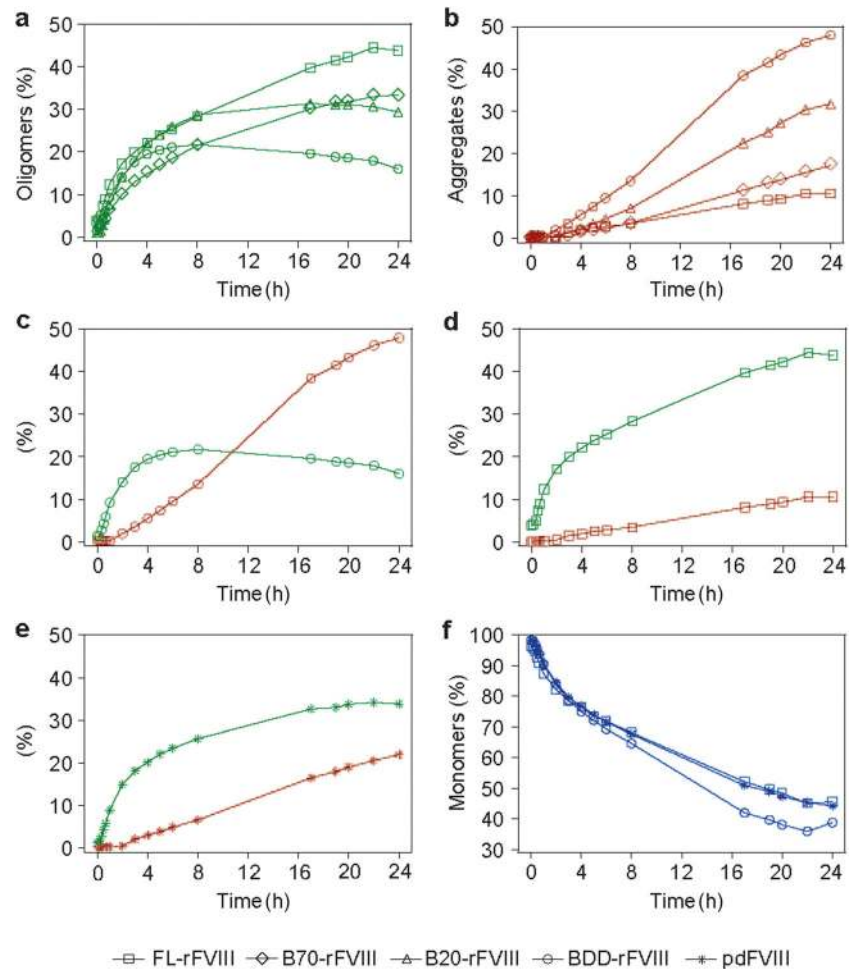 a
50
40
30
20
10
0
Oligomers (%)
0 4 8 12 16 20 24
Time (h)
b
50
40
30
20
10
0
Aggregates (%)
0 4 8 12 16 20 24
Time (h)
c
50
40
30
20
10
0
(%)
0 4 8 12 16 20 24
Time (h)
d
50
40
30
20
10
0
(%)
0 4 8 12 16 20 24
Time (h)
e
50
40
30
20
10
0
(%)
0 4 8 12 16 20 24
Time (h)
f
100
90
80
70
60
50
40
30
Monomers (%)
0 4 8 12 16 20 24
Time (h)
FL-rFVIII B70-rFVIII B20-rFVIII BDD-rFVIII pdFVIII